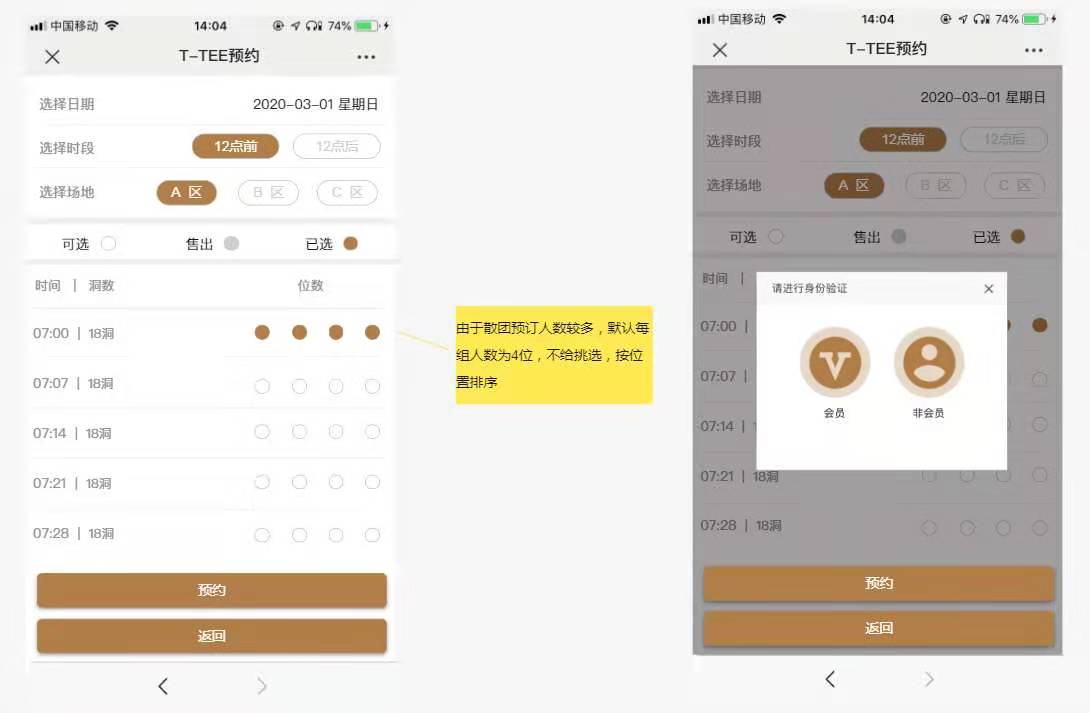 中国移动 14:04 74%
T-TEE预约
选择日期 2020-03-01 星期日
选择时段 12点前 12点后
选择场地 A 区 B 区 C 区
可选 售出 已选
时间 | 洞数 位数
07:00 | 18洞
07:07 | 18洞
07:14 | 18洞
07:21 | 18洞
07:28 | 18洞
预约
返回
由于散团预订人数较多，默认每
组人数为4位，不给挑选，按位
置排序
中国移动 14:04 74%
T-TEE预约
选择日期 2020-03-01 星期日
选择时段 12点前 12点后
选择场地 A 区 B 区 C 区
可选 售出 已选
时间 |
请进行身份验证
07:00 |
07:07 |
会员 非会员
07:14 |
07:21 | 18洞
07:28 | 18洞
预约
返回